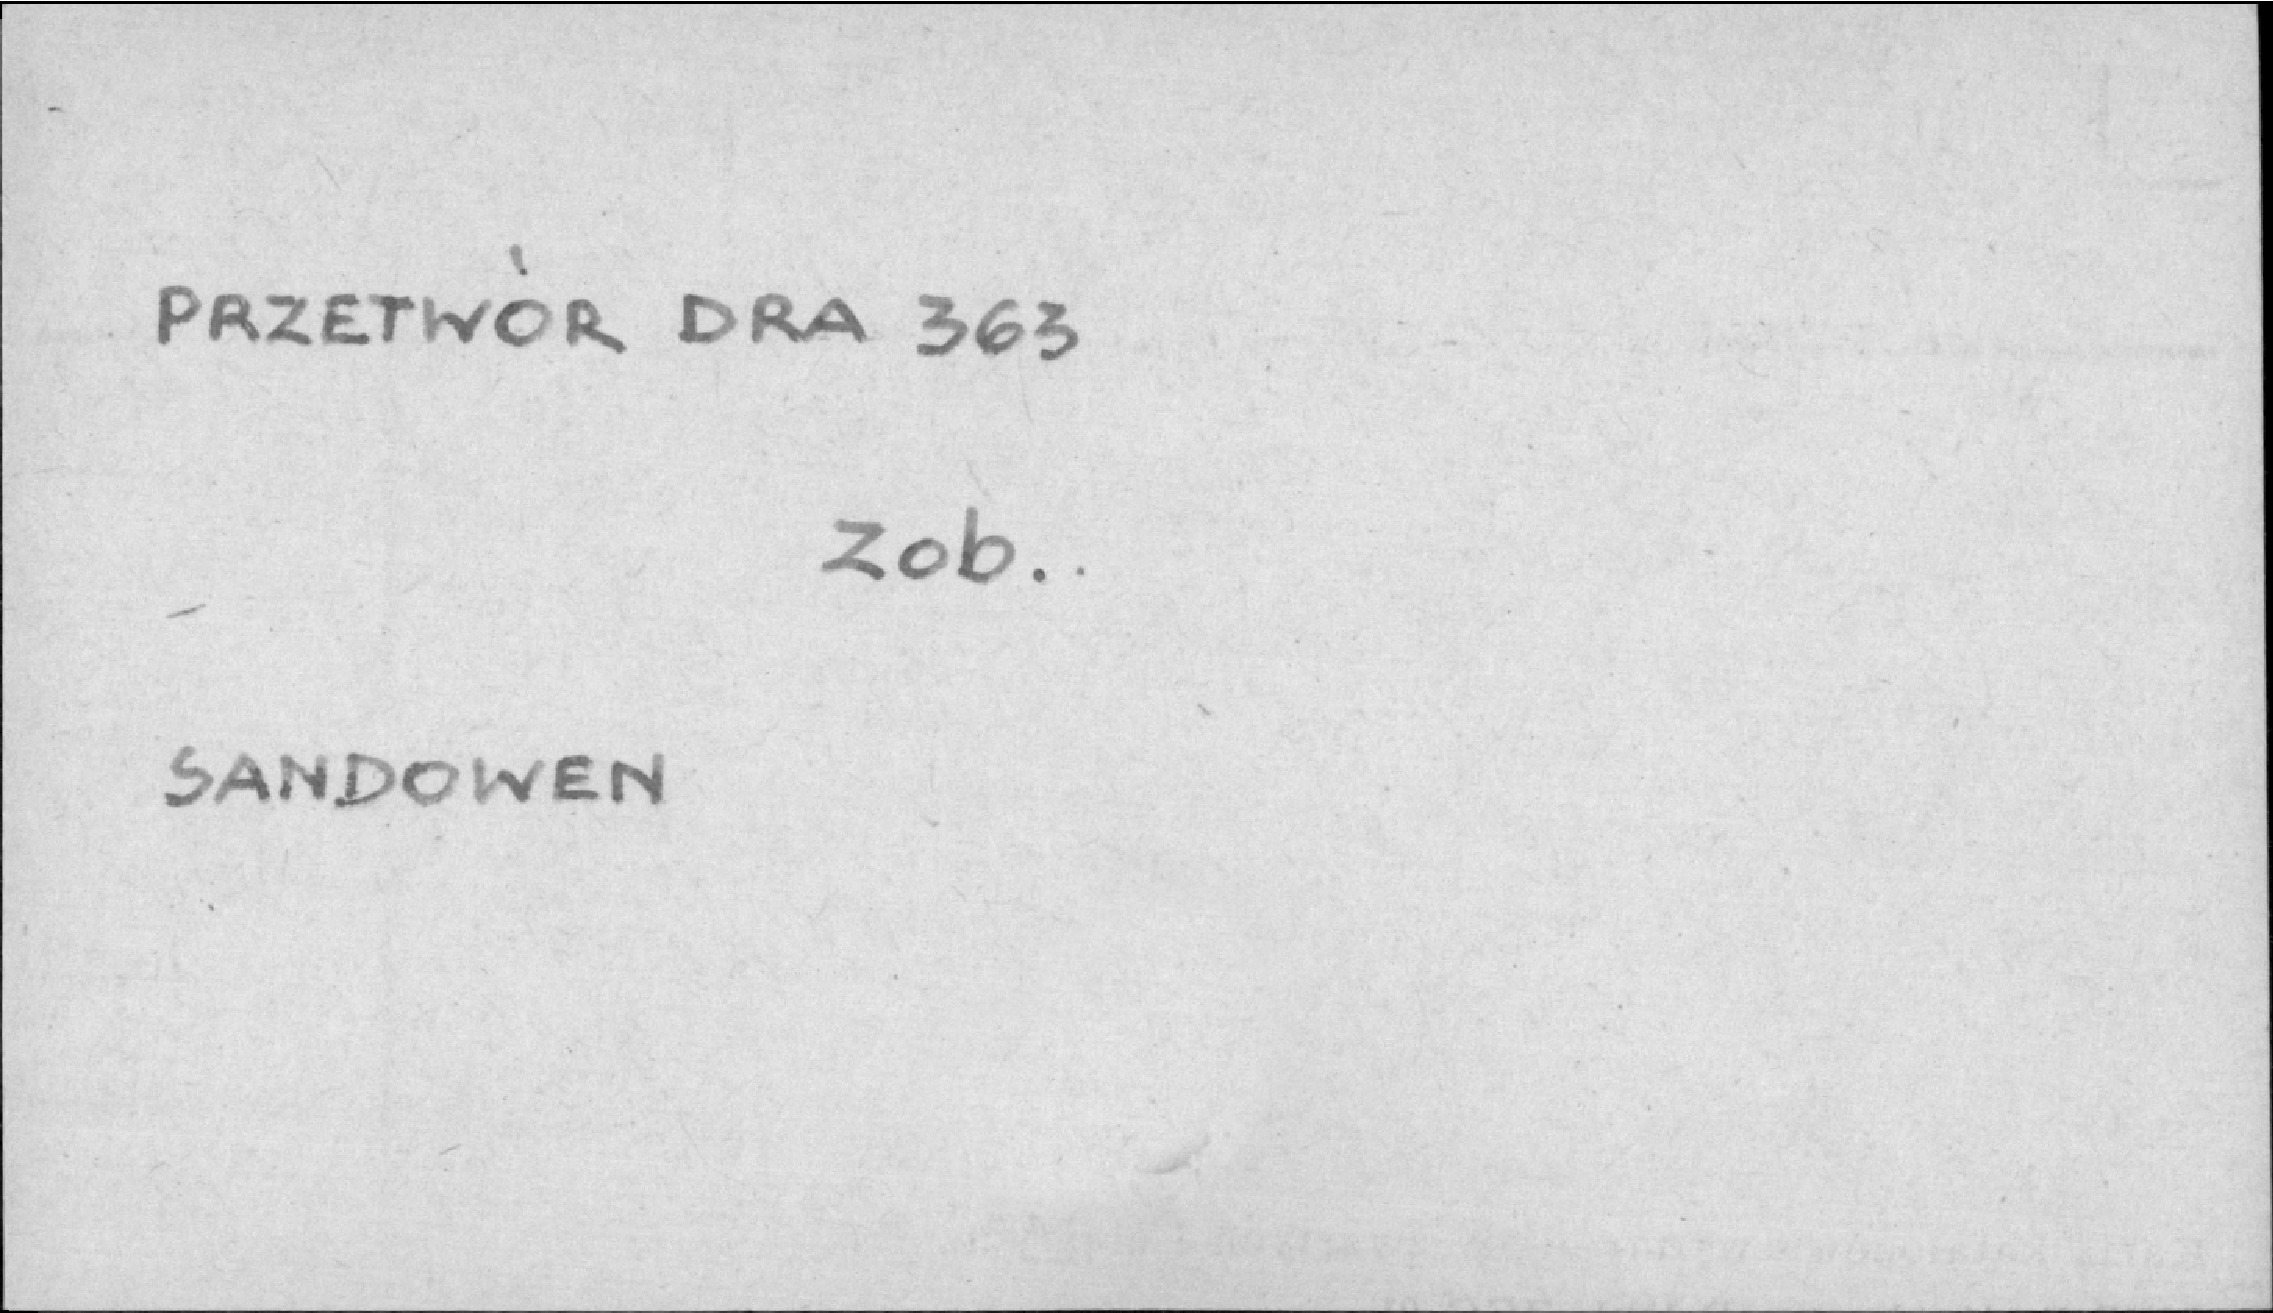 PRZETWÓR DRA 363
Zob..
SANDOWEN